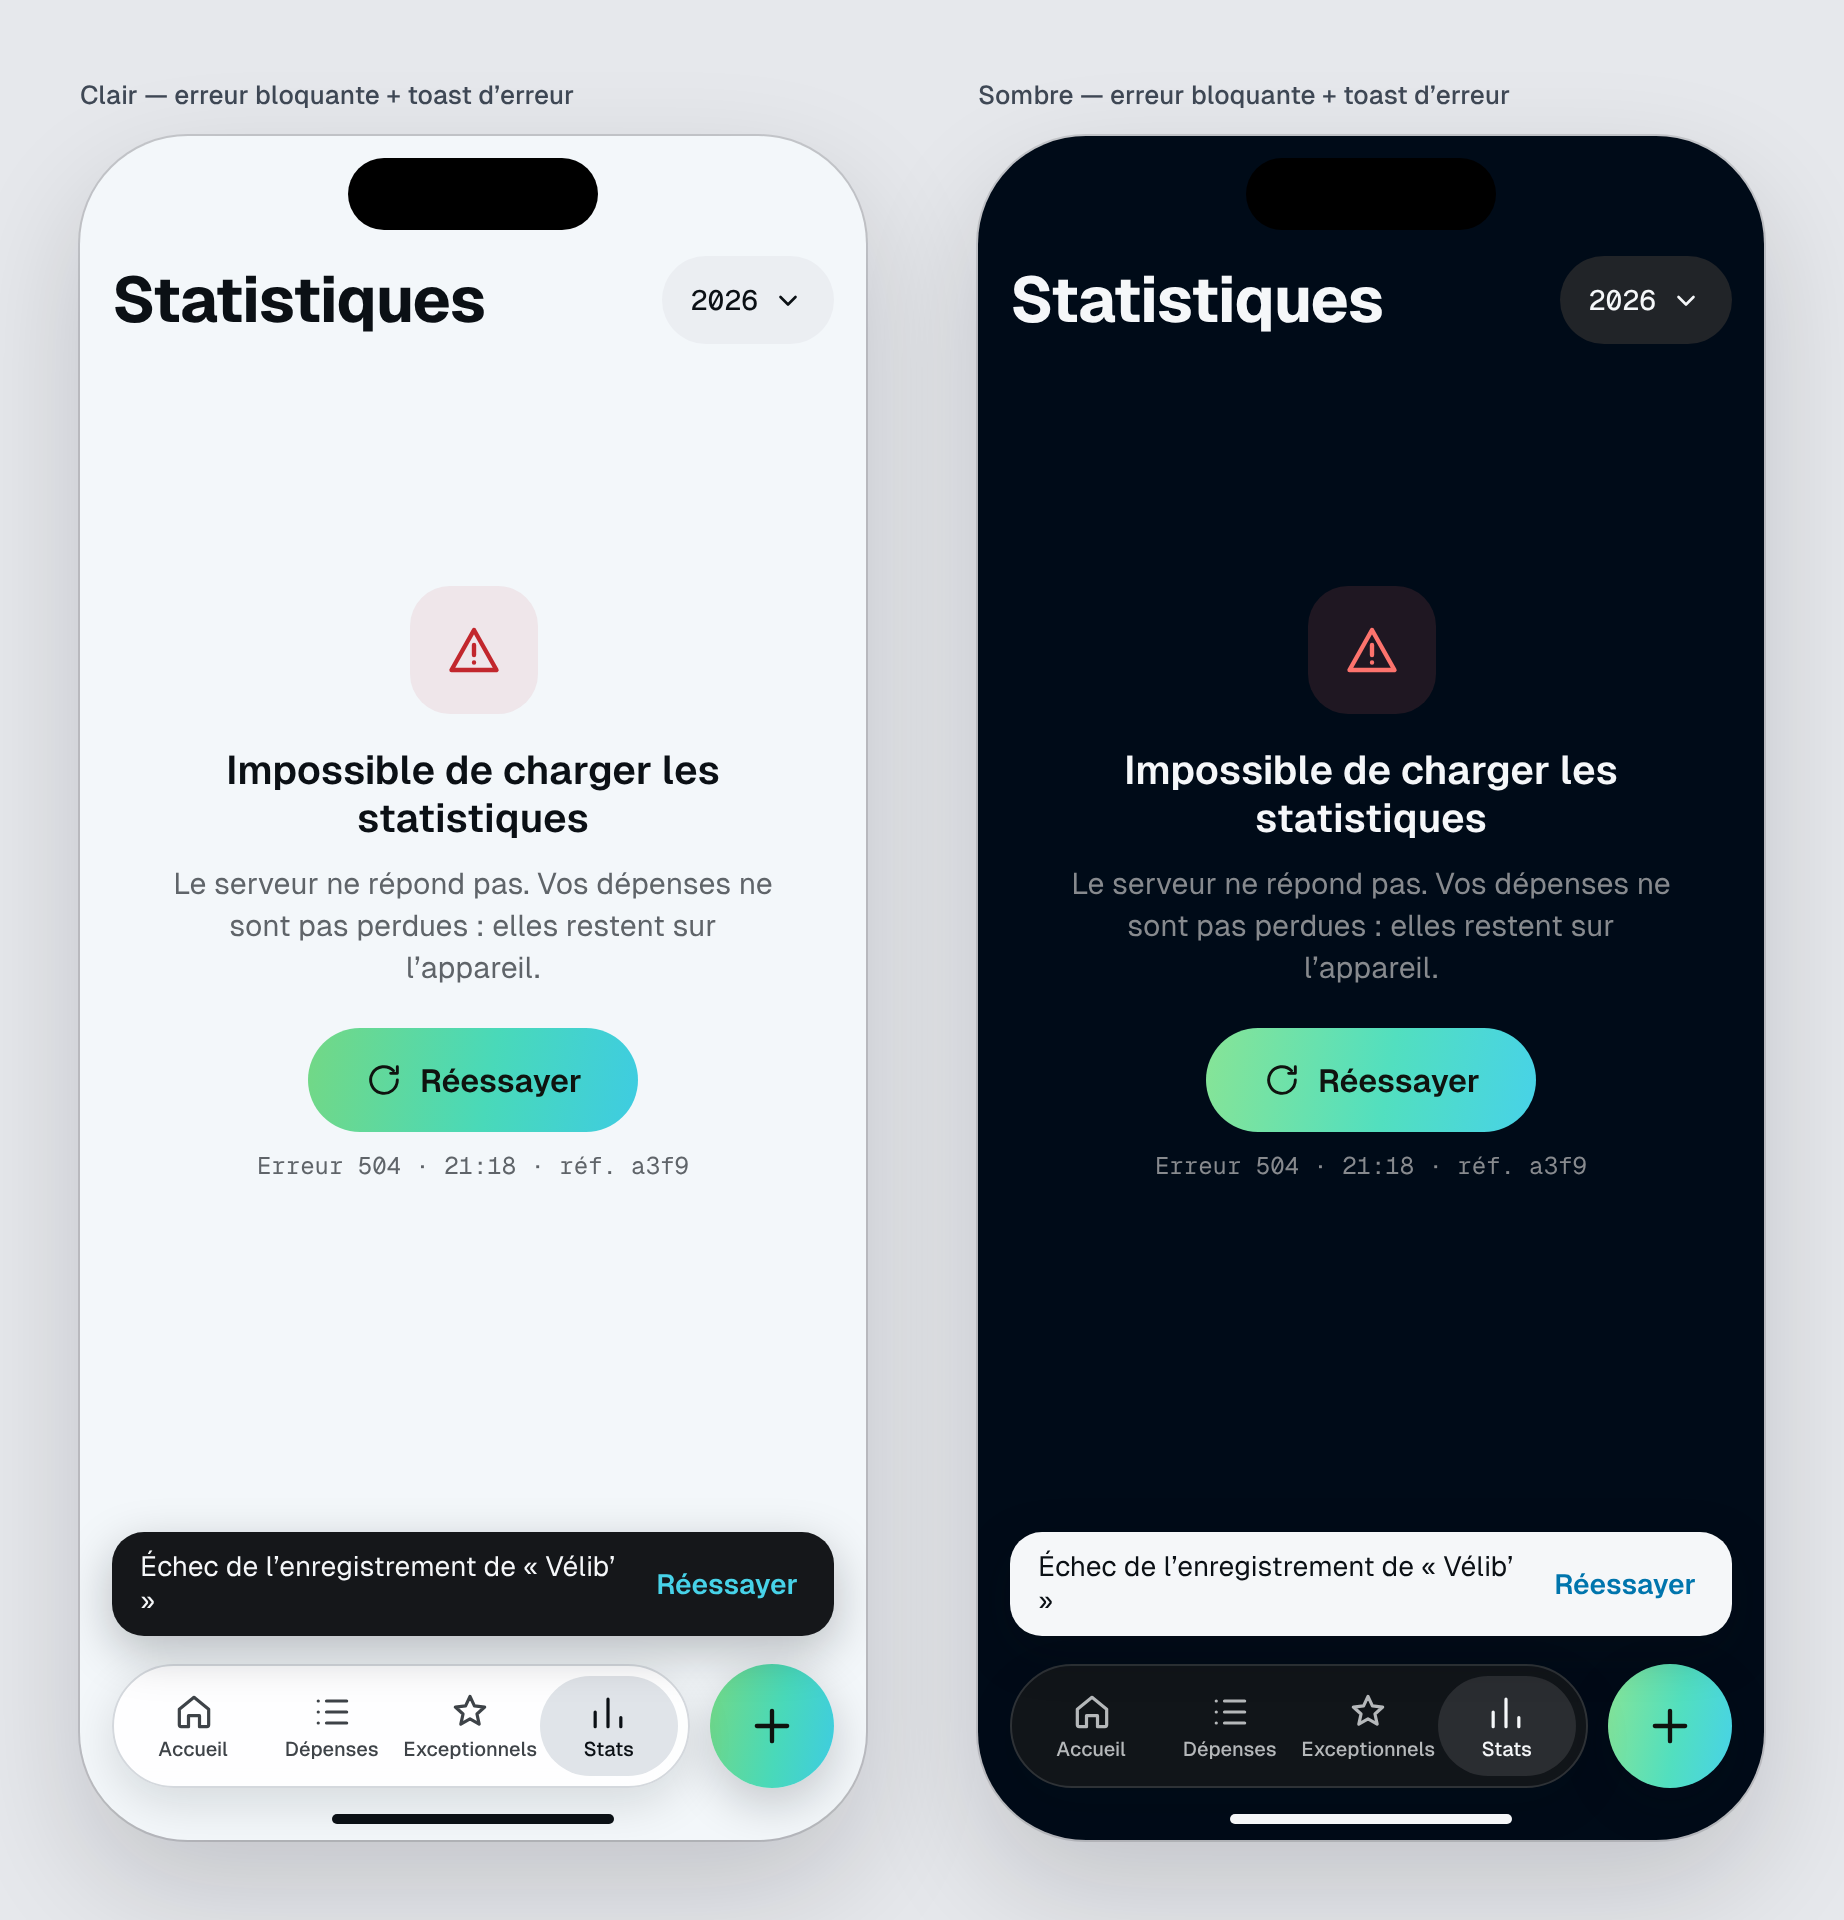 Clair — erreur bloquante + toast d’erreur
Statistiques
2026
Impossible de charger les
statistiques
Le serveur ne répond pas. Vos dépenses ne
sont pas perdues : elles restent sur
l’appareil.
Réessayer
Erreur 504 · 21:18 · réf. a3f9
Échec de l’enregistrement de « Vélib’
»
Réessayer
Accueil
Dépenses
Exceptionnels
Stats
Sombre — erreur bloquante + toast d’erreur
Statistiques
2026
Impossible de charger les
statistiques
Le serveur ne répond pas. Vos dépenses ne
sont pas perdues : elles restent sur
l’appareil.
Réessayer
Erreur 504 · 21:18 · réf. a3f9
Échec de l’enregistrement de « Vélib’
»
Réessayer
Accueil
Dépenses
Exceptionnels
Stats